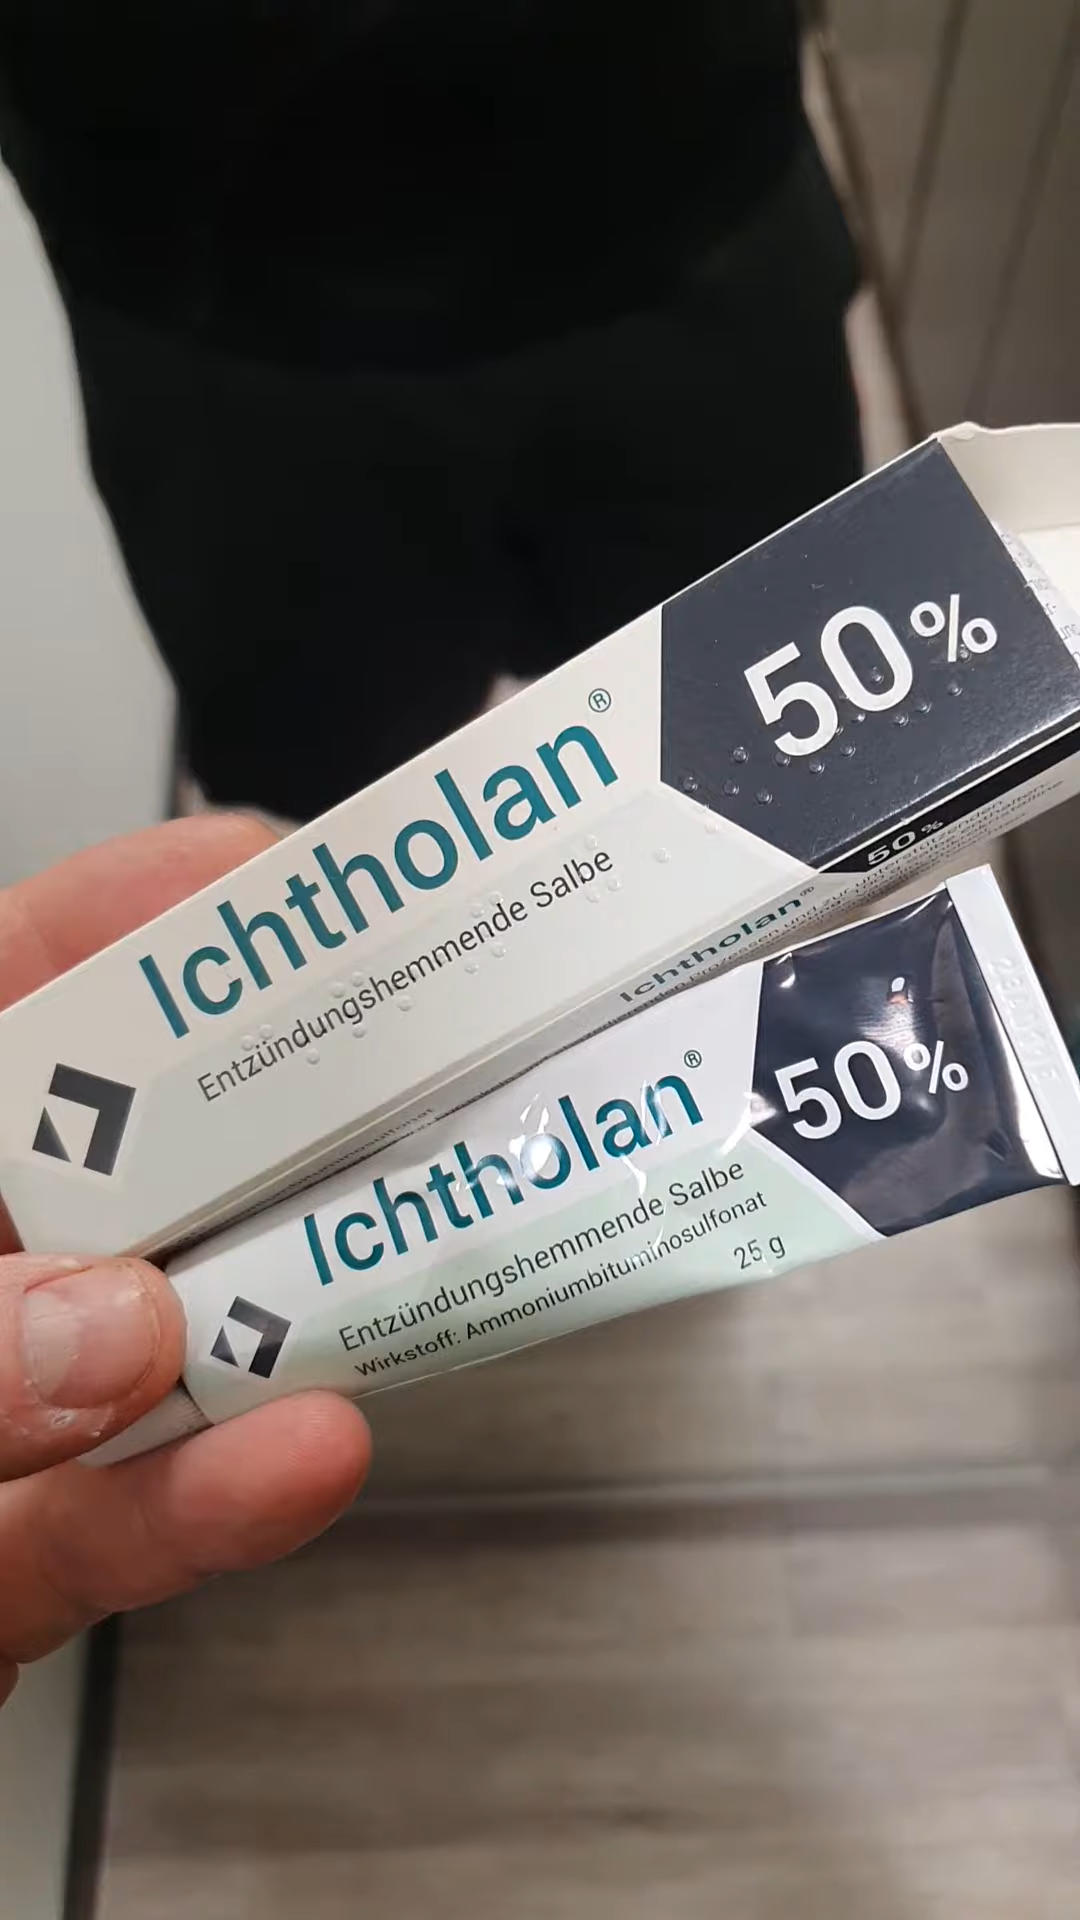 Ichtholan®
50%
Entzündungshemmende Salbe
Ichtholan® 50%
Ichtholan®
50%
Entzündungshemmende Salbe
Wirkstoff: Ammoniumbituminosulfonat
25 g